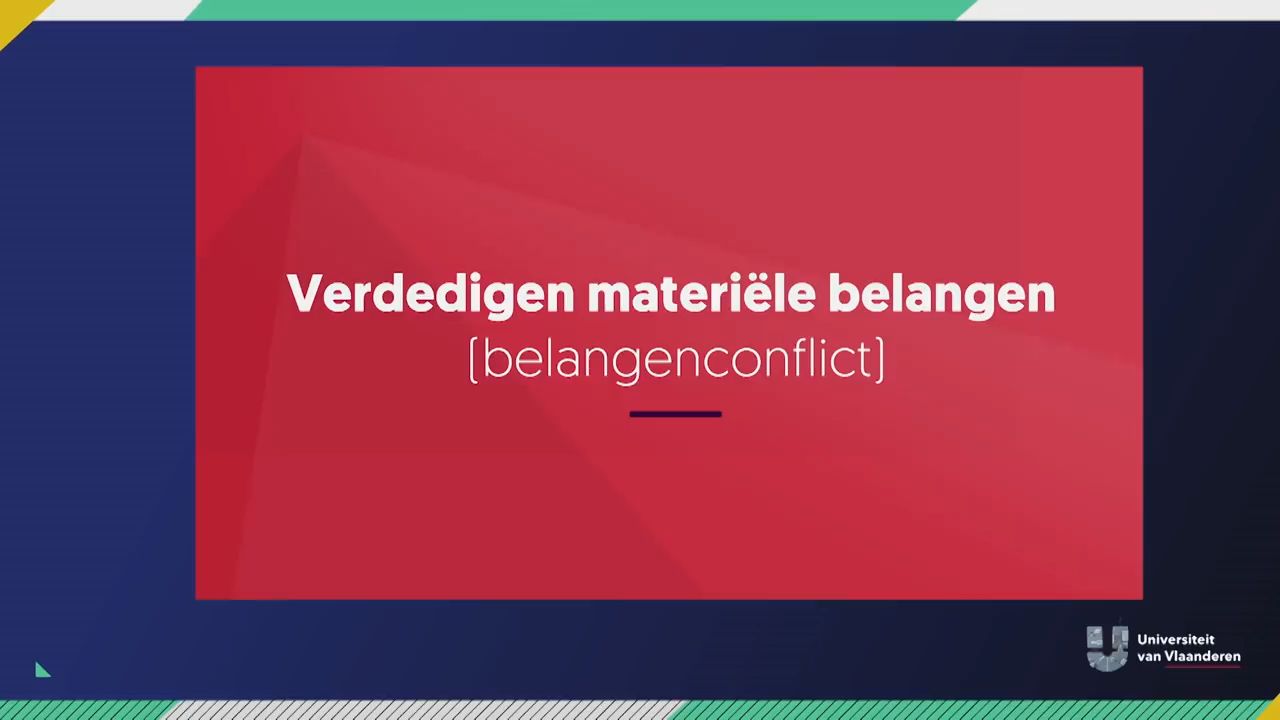 Verdedigen materiële belangen
(belangenconflict)
Universiteit
van Vlaanderen